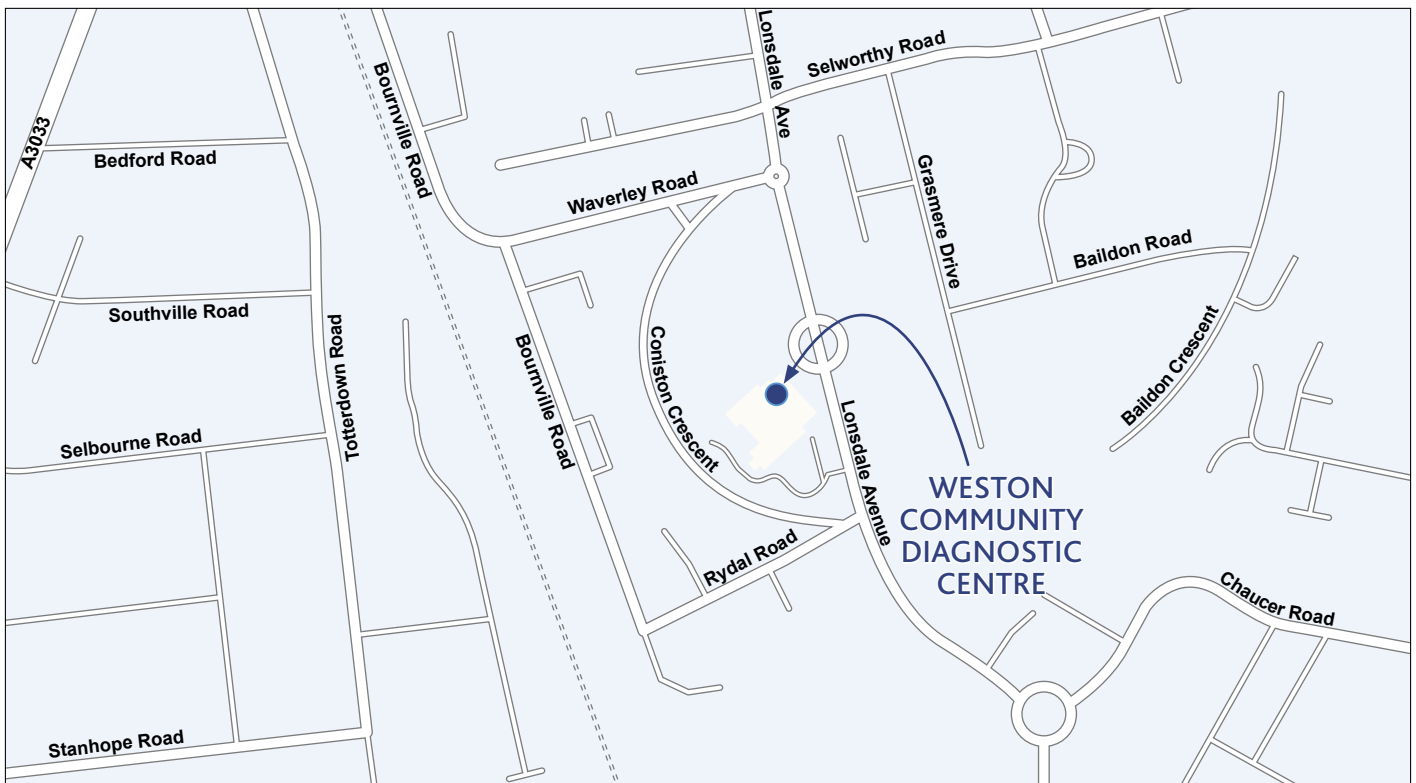 Lonsdale
Ave
Selworthy Road
Bournville Road
A3033
Bedford Road
Waverley Road
Grasmere Drive
Baildon Road
Southville Road
Totterdown Road
Bournville Road
Coniston Crescent
Baildon Crescent
Selbourne Road
Lonsdale Avenue
WESTON
COMMUNITY
DIAGNOSTIC
CENTRE
Rydal Road
Chaucer Road
Stanhope Road